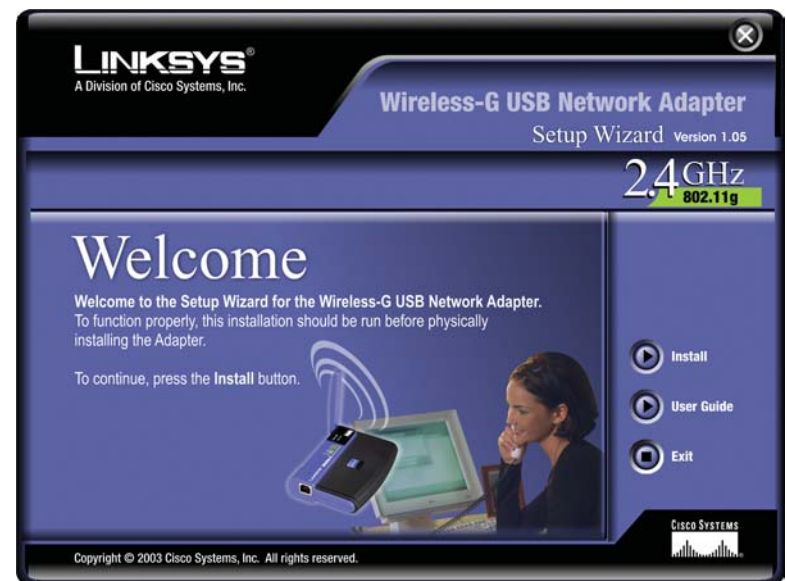 LINKSYS®
A Division of Cisco Systems, Inc.
Wireless-G USB Network Adapter
Setup Wizard Version 1.05
2.4 GHz
802.11g
Welcome
Welcome to the Setup Wizard for the Wireless-G USB Network Adapter.
To function properly, this installation should be run before physically
installing the Adapter.
To continue, press the Install button.
Install
User Guide
Exit
CISCO SYSTEMS
Copyright © 2003 Cisco Systems, Inc. All rights reserved.